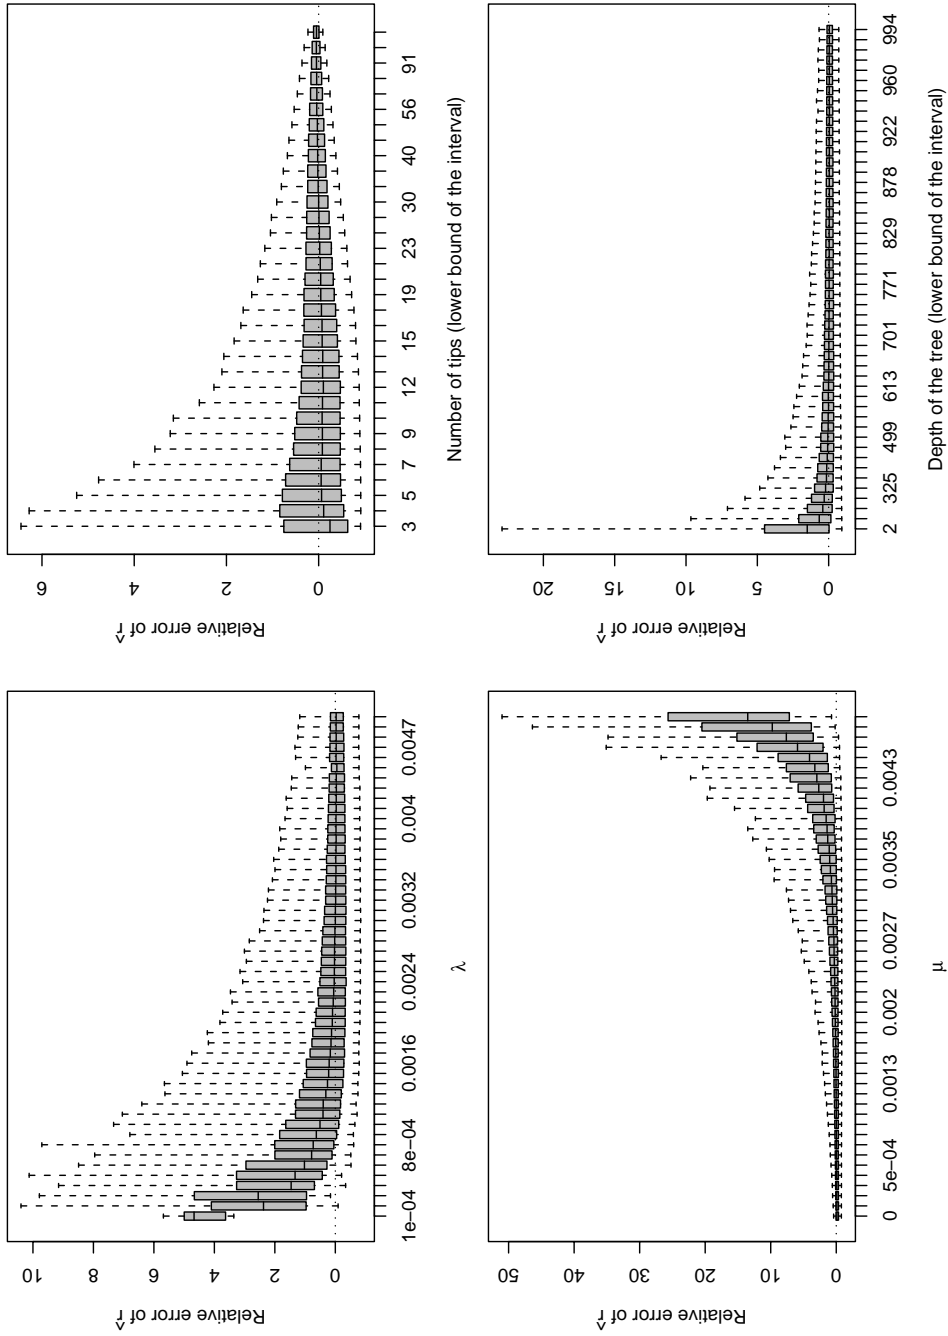 Relative error of r̂
0 2 4 6 8 10
1e−04 8e−04 0.0016 0.0024 0.0032 0.004 0.0047
λ
Relative error of r̂
0 2 4 6
3 5 7 9 11 12 15 19 23 30 40 56 91
Number of tips (lower bound of the interval)
Relative error of r̂
0 10 20 30 40 50
0 5e−04 0.0013 0.002 0.0027 0.0035 0.0043
μ
Relative error of r̂
0 5 10 15 20
2 325 499 613 701 771 829 878 922 960 994
Depth of the tree (lower bound of the interval)